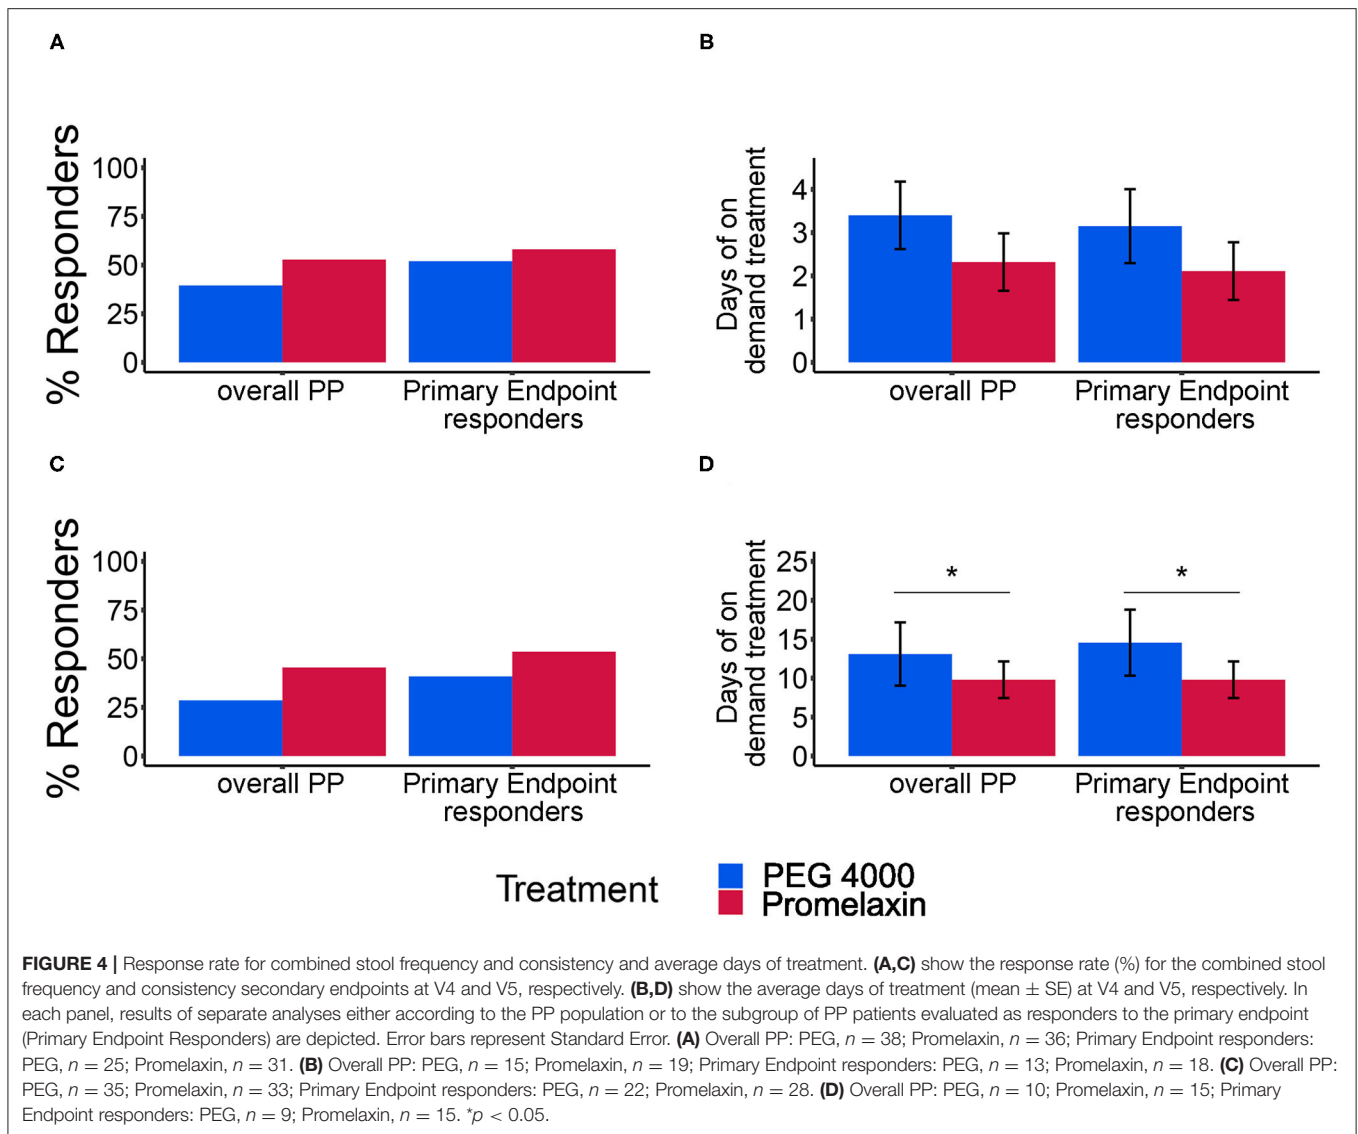 A
% Responders
100
75
50
25
0
overall PP
Primary Endpoint
responders
B
Days of on
demand treatment
4
3
2
1
0
overall PP
Primary Endpoint
responders
C
% Responders
100
75
50
25
0
overall PP
Primary Endpoint
responders
D
Days of on
demand treatment
25
20
15
10
5
0
*
*
overall PP
Primary Endpoint
responders
Treatment
PEG 4000
Promelaxin
FIGURE 4 | Response rate for combined stool frequency and consistency and average days of treatment. (A,C) show the response rate (%) for the combined stool
frequency and consistency secondary endpoints at V4 and V5, respectively. (B,D) show the average days of treatment (mean ± SE) at V4 and V5, respectively. In
each panel, results of separate analyses either according to the PP population or to the subgroup of PP patients evaluated as responders to the primary endpoint
(Primary Endpoint Responders) are depicted. Error bars represent Standard Error. (A) Overall PP: PEG, n = 38; Promelaxin, n = 36; Primary Endpoint responders:
PEG, n = 25; Promelaxin, n = 31. (B) Overall PP: PEG, n = 15; Promelaxin, n = 19; Primary Endpoint responders: PEG, n = 13; Promelaxin, n = 18. (C) Overall PP:
PEG, n = 35; Promelaxin, n = 33; Primary Endpoint responders: PEG, n = 22; Promelaxin, n = 28. (D) Overall PP: PEG, n = 10; Promelaxin, n = 15; Primary
Endpoint responders: PEG, n = 9; Promelaxin, n = 15. *p < 0.05.